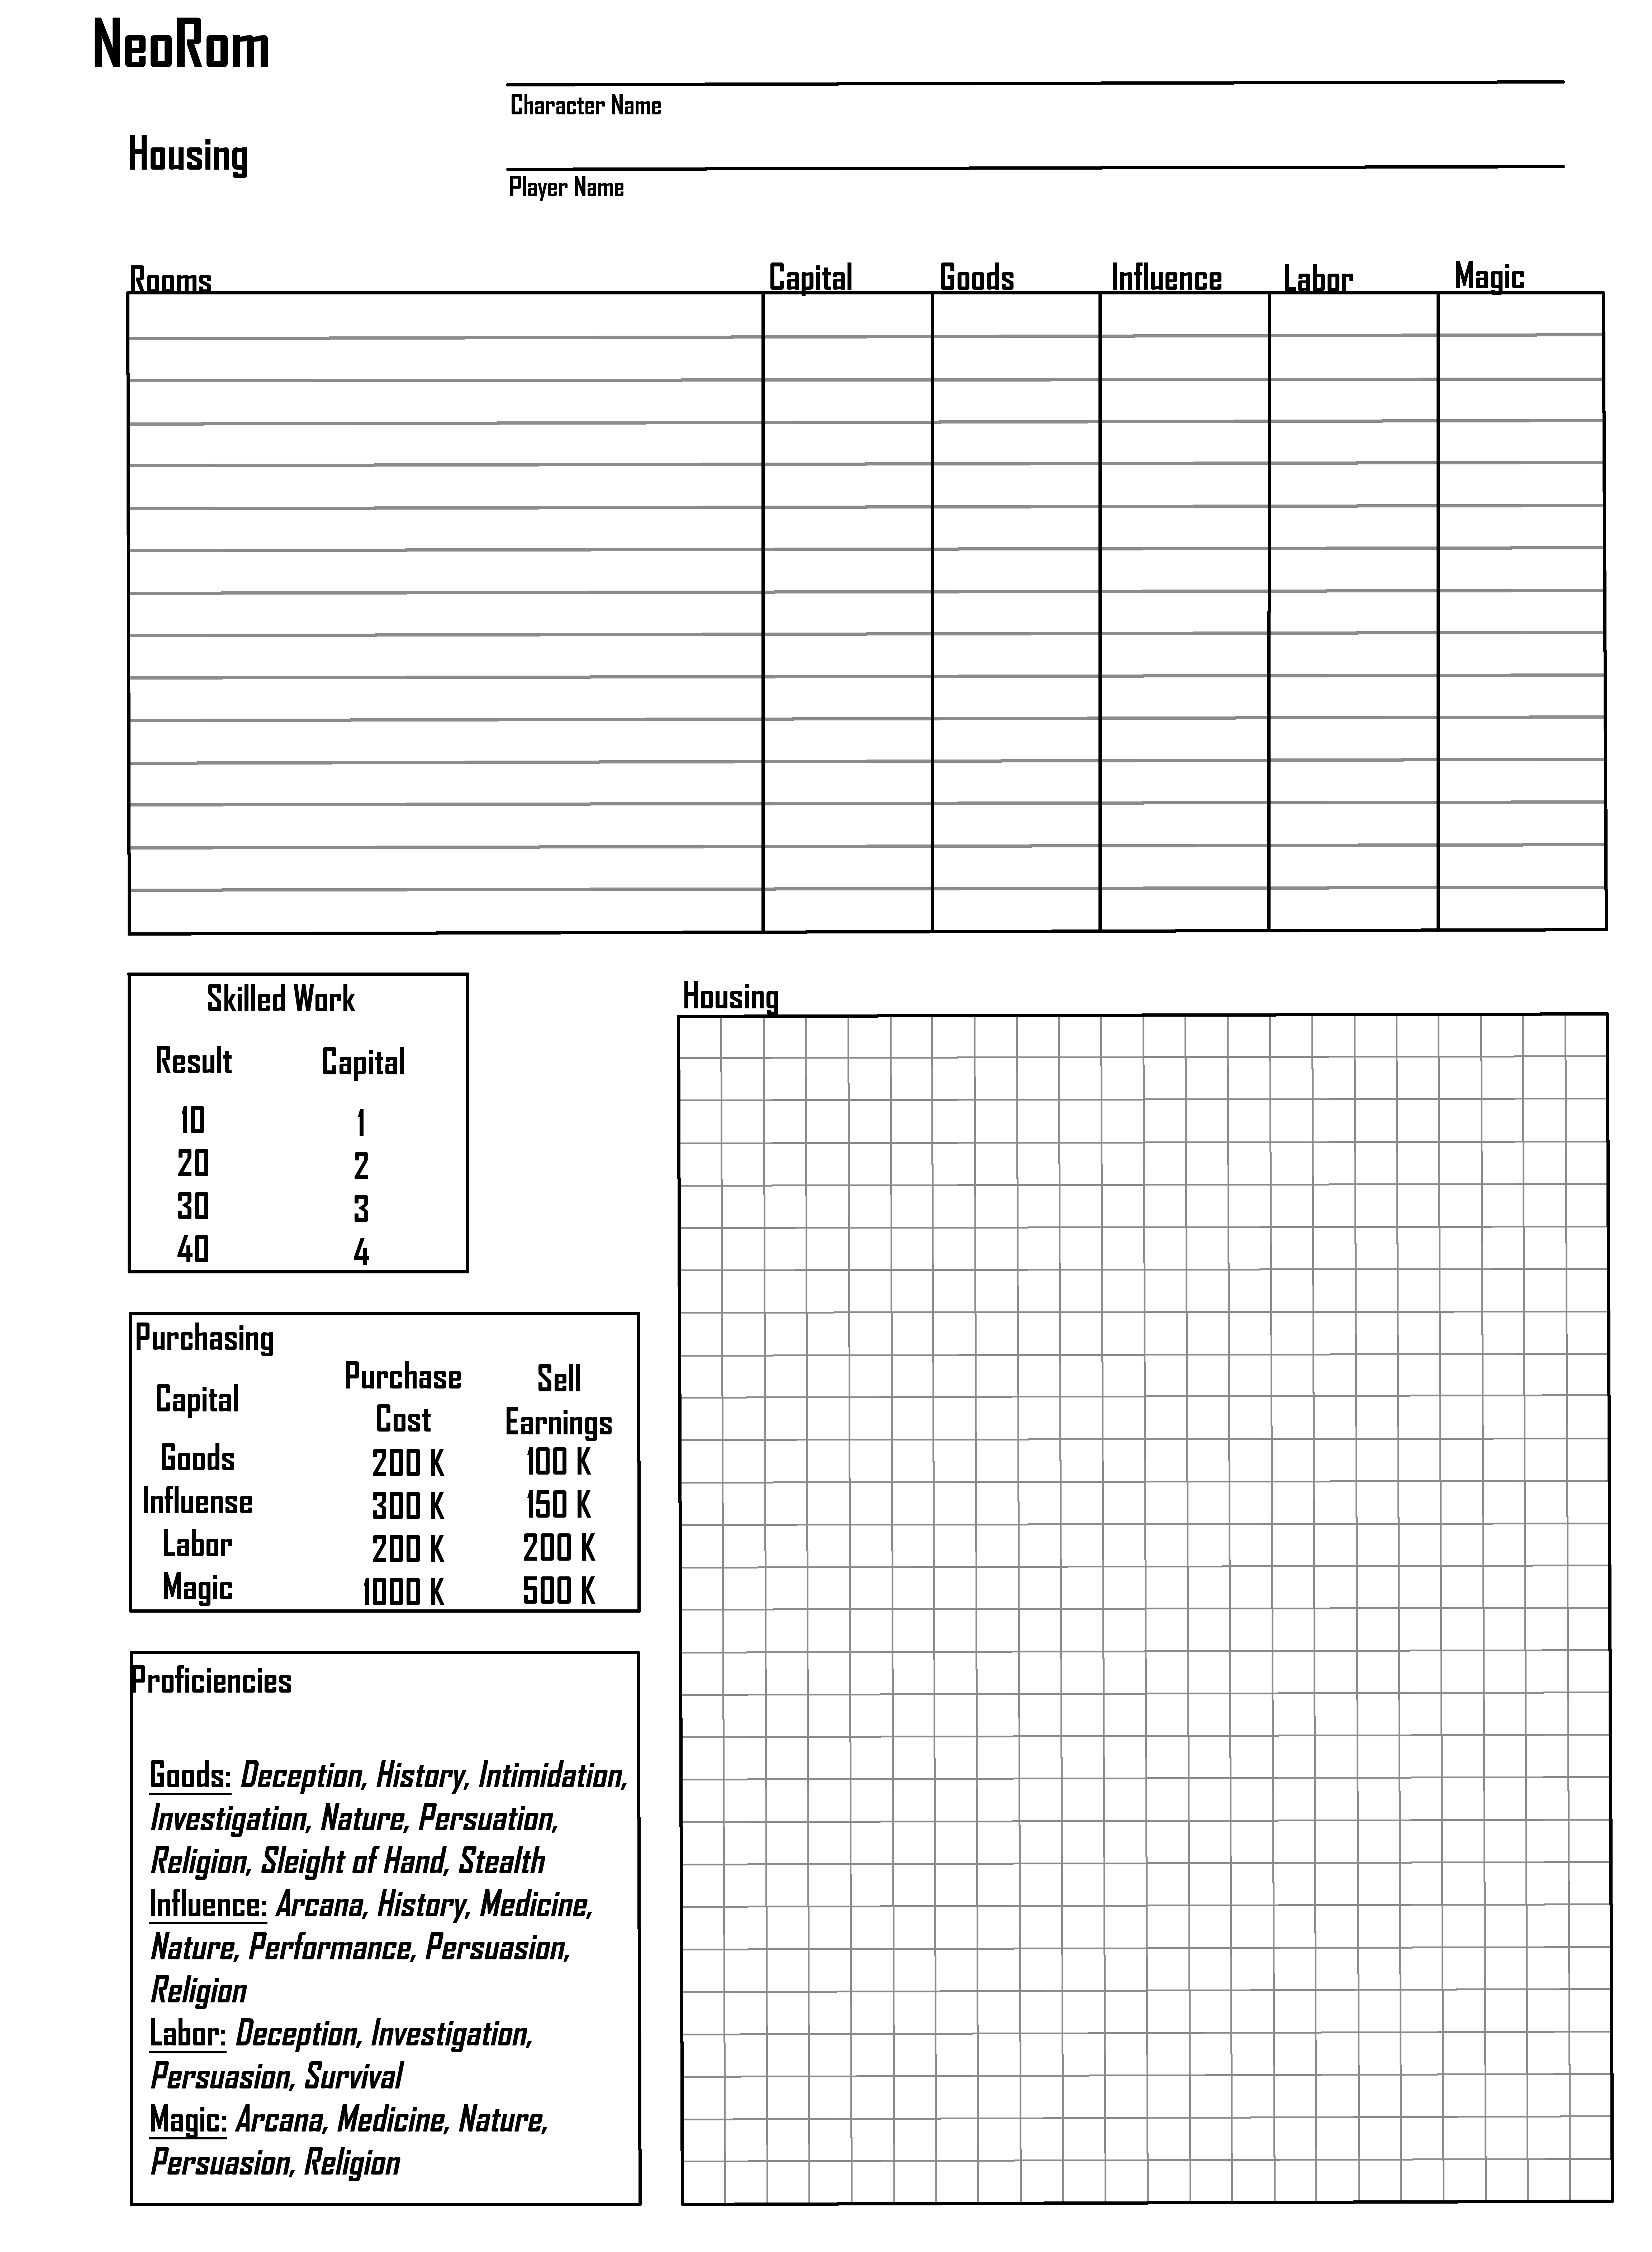 NeoRom
Character Name
Housing
Player Name
Rooms Capital Goods Influence Labor Magic
Skilled Work
Result Capital
10 1
20 2
30 3
40 4
Purchasing
Capital Purchase Cost Sell Earnings
Goods 200 K 100 K
Influense 300 K 150 K
Labor 200 K 200 K
Magic 1000 K 500 K
Proficiencies
Goods: Deception, History, Intimidation,
Investigation, Nature, Persuation,
Religion, Sleight of Hand, Stealth
Influence: Arcana, History, Medicine,
Nature, Performance, Persuasion,
Religion
Labor: Deception, Investigation,
Persuasion, Survival
Magic: Arcana, Medicine, Nature,
Persuasion, Religion
Housing